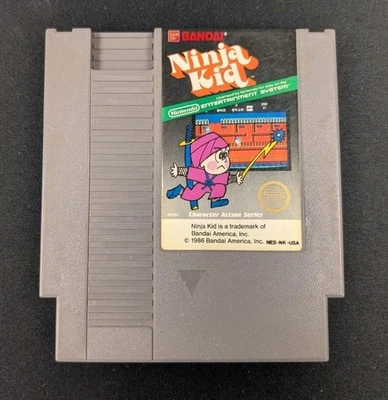 BANDAI
Ninja
Kid™
Licensed by Nintendo for play on the
Nintendo
ENTERTAINMENT SYSTEM®
Character Action Series
Ninja Kid is a trademark of
Bandai America, Inc.
© 1986 Bandai America, Inc. NES-NK-USA